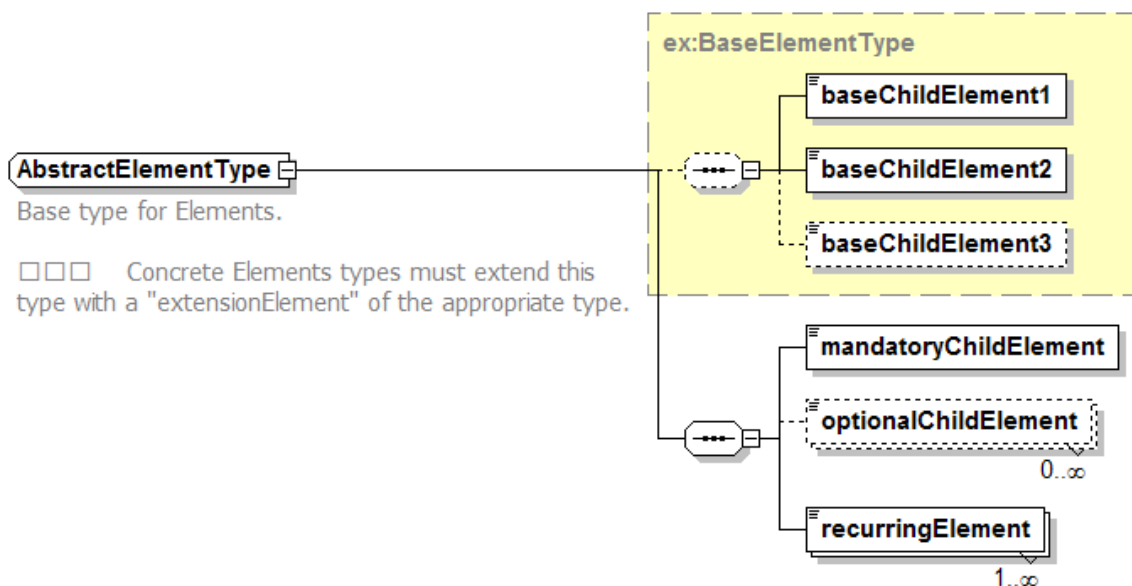 ex:BaseElementType
baseChildElement1
AbstractElementType
baseChildElement2
Base type for Elements.
baseChildElement3
□□□ Concrete Elements types must extend this
type with a "extensionElement" of the appropriate type.
mandatoryChildElement
optionalChildElement
0..∞
recurringElement
1..∞